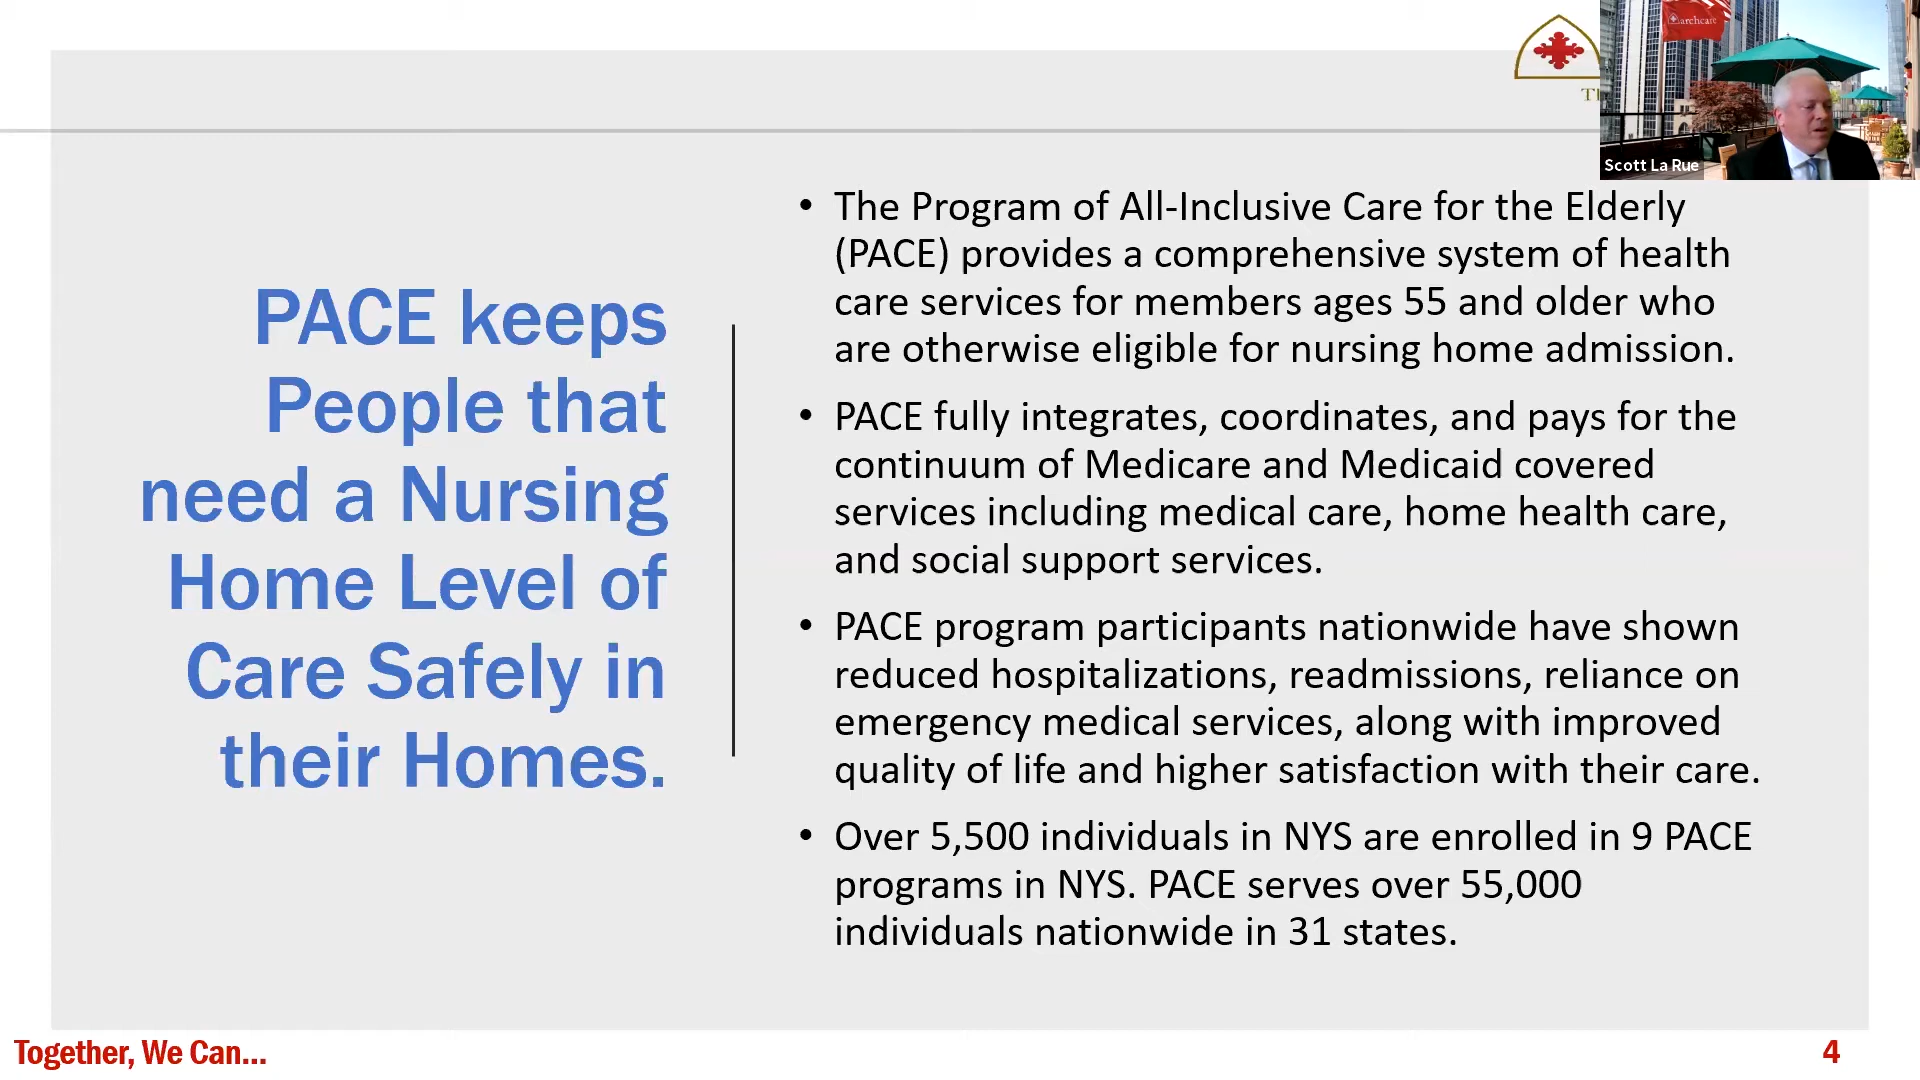 archcare
Scott La Rue
PACE keeps
People that
need a Nursing
Home Level of
Care Safely in
their Homes.
• The Program of All-Inclusive Care for the Elderly
(PACE) provides a comprehensive system of health
care services for members ages 55 and older who
are otherwise eligible for nursing home admission.
• PACE fully integrates, coordinates, and pays for the
continuum of Medicare and Medicaid covered
services including medical care, home health care,
and social support services.
• PACE program participants nationwide have shown
reduced hospitalizations, readmissions, reliance on
emergency medical services, along with improved
quality of life and higher satisfaction with their care.
• Over 5,500 individuals in NYS are enrolled in 9 PACE
programs in NYS. PACE serves over 55,000
individuals nationwide in 31 states.
Together, We Can...
4